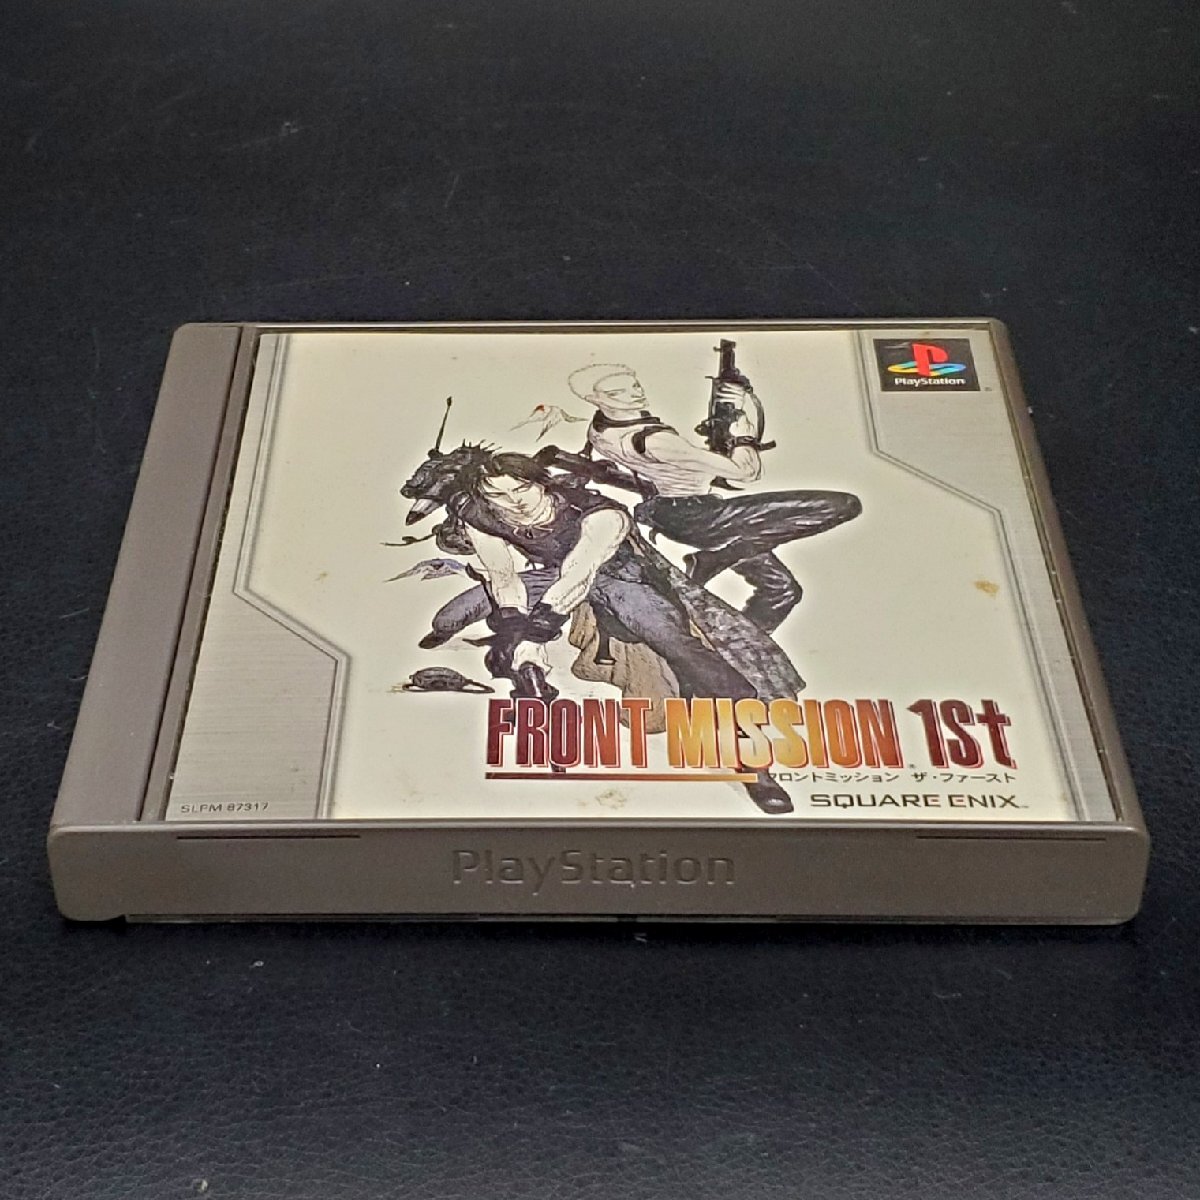 PlayStation
FRONT MISSION 1St
フロントミッション ザ・ファースト
SQUARE ENIX
SLPM 87317
PlayStation